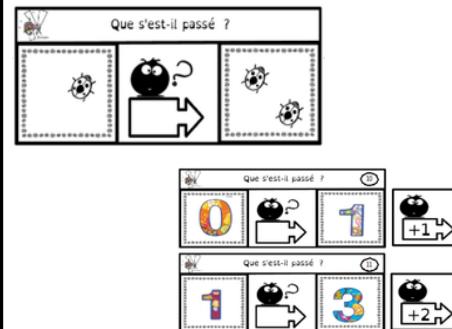 Que s'est-il passé ?
?
Que s'est-il passé ? 10
0 ? 1 +1
Que s'est-il passé ? 11
1 ? 3 +2